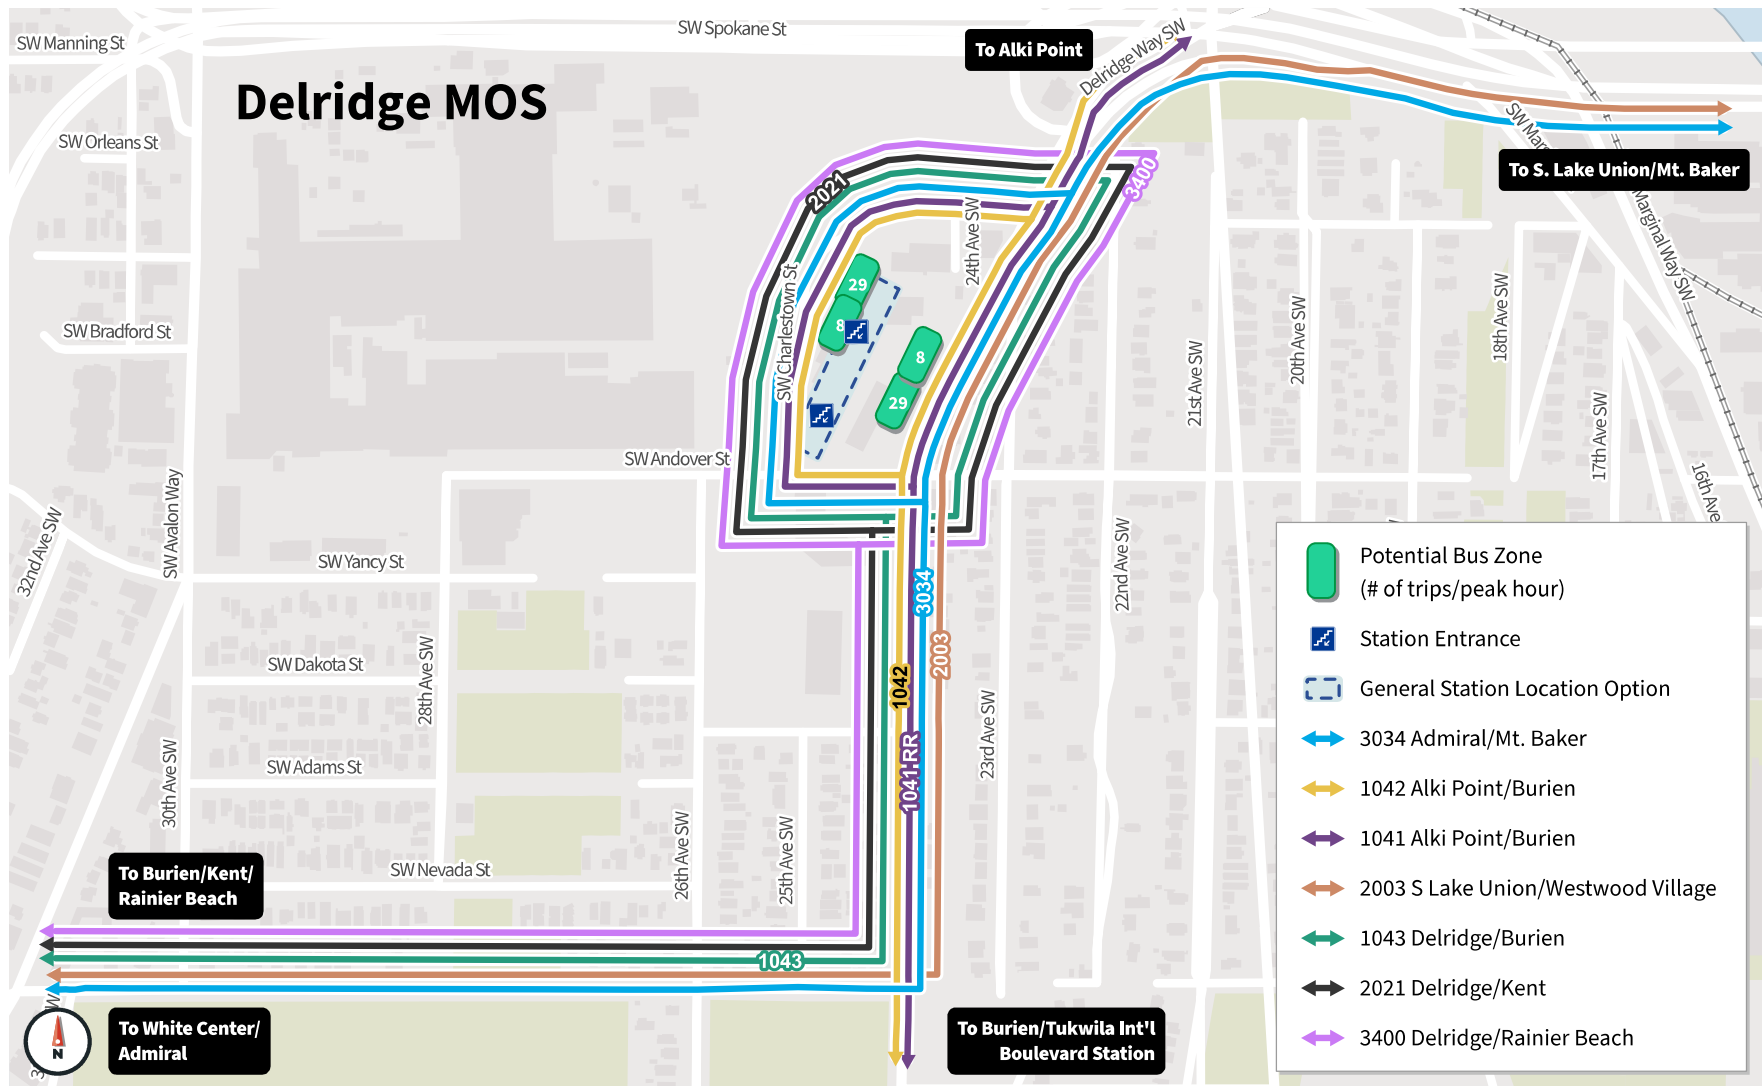 Delridge MOS
SW Manning St
SW Spokane St
To Alki Point
Delridge Way SW
SW Orleans St
SW Marg
To S. Lake Union/Mt. Baker
2021
3400
SW Bradford St
SW Charlestown St
24th Ave SW
29
8
8
29
21st Ave SW
20th Ave SW
18th Ave SW
17th Ave SW
16th Ave
Marginal Way SW
SW Andover St
SW Avalon Way
32nd Ave SW
SW Yancy St
3034
22nd Ave SW
SW Dakota St
28th Ave SW
2003
1042
1041 RR
23rd Ave SW
30th Ave SW
SW Adams St
26th Ave SW
25th Ave SW
SW Nevada St
To Burien/Kent/
Rainier Beach
1043
To White Center/
Admiral
To Burien/Tukwila Int'l
Boulevard Station
N
Potential Bus Zone
(# of trips/peak hour)
Station Entrance
General Station Location Option
3034 Admiral/Mt. Baker
1042 Alki Point/Burien
1041 Alki Point/Burien
2003 S Lake Union/Westwood Village
1043 Delridge/Burien
2021 Delridge/Kent
3400 Delridge/Rainier Beach